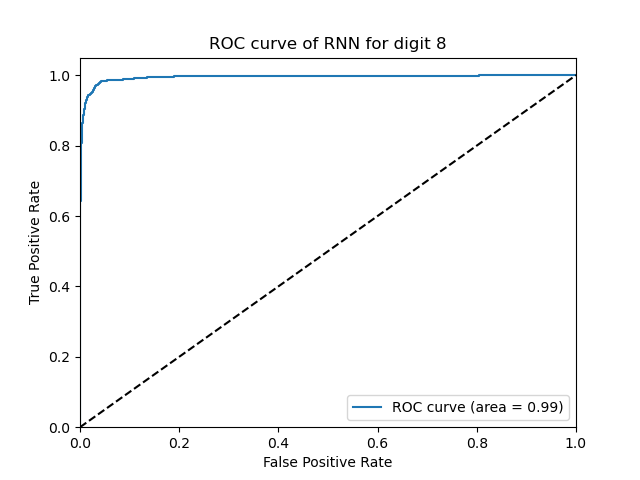 ROC curve of RNN for digit 8
True Positive Rate
1.0
0.8
0.6
0.4
0.2
0.0
ROC curve (area = 0.99)
0.0 0.2 0.4 0.6 0.8 1.0
False Positive Rate